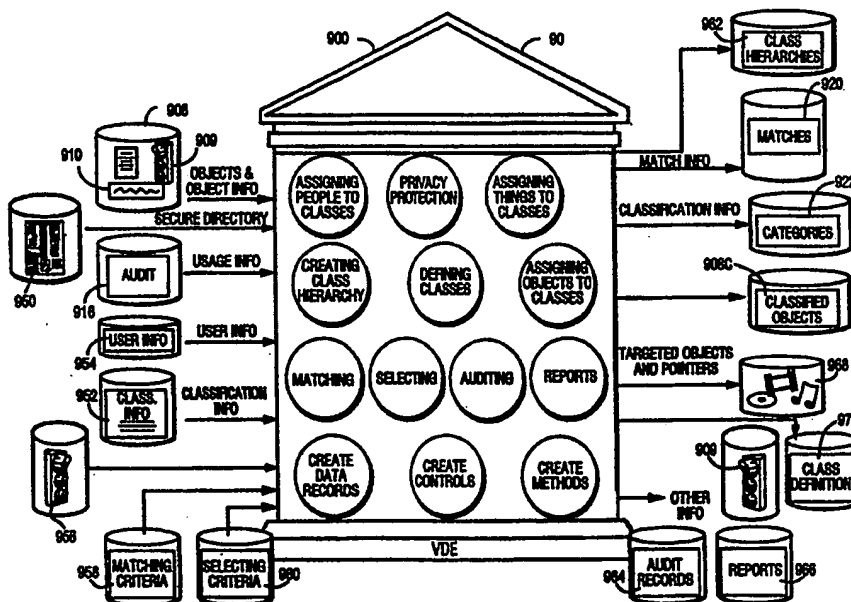 900
90
962
CLASS
HIERARCHIES
908
909
910
OBJECTS &
OBJECT INFO
920
MATCHES
MATCH INFO
SECURE DIRECTORY
950
ASSIGNING
PEOPLE TO
CLASSES
PRIVACY
PROTECTION
ASSIGNING
THINGS TO
CLASSES
CLASSIFCATION INFO
922
CATEGORIES
AUDIT
916
USAGE INFO
CREATING
CLASS
HIERARCHY
DEFINING
CLASSES
ASSIGNING
OBJECTS TO
CLASSES
908C
CLASSIFIED
OBJECTS
USER INFO
954
USER INFO
TARGETED OBJECTS
AND POINTERS
968
952
CLASS.
INFO
CLASSIFICATION
INFO
MATCHING
SELECTING
AUDITING
REPORTS
956
CREATE
DATA
RECORDS
CREATE
CONTROLS
CREATE
METHODS
909
97
CLASS
DEFINITION
OTHER
INFO
VDE
958
MATCHING
CRITERIA
SELECTING
CRITERIA
960
964
AUDIT
RECORDS
REPORTS
966